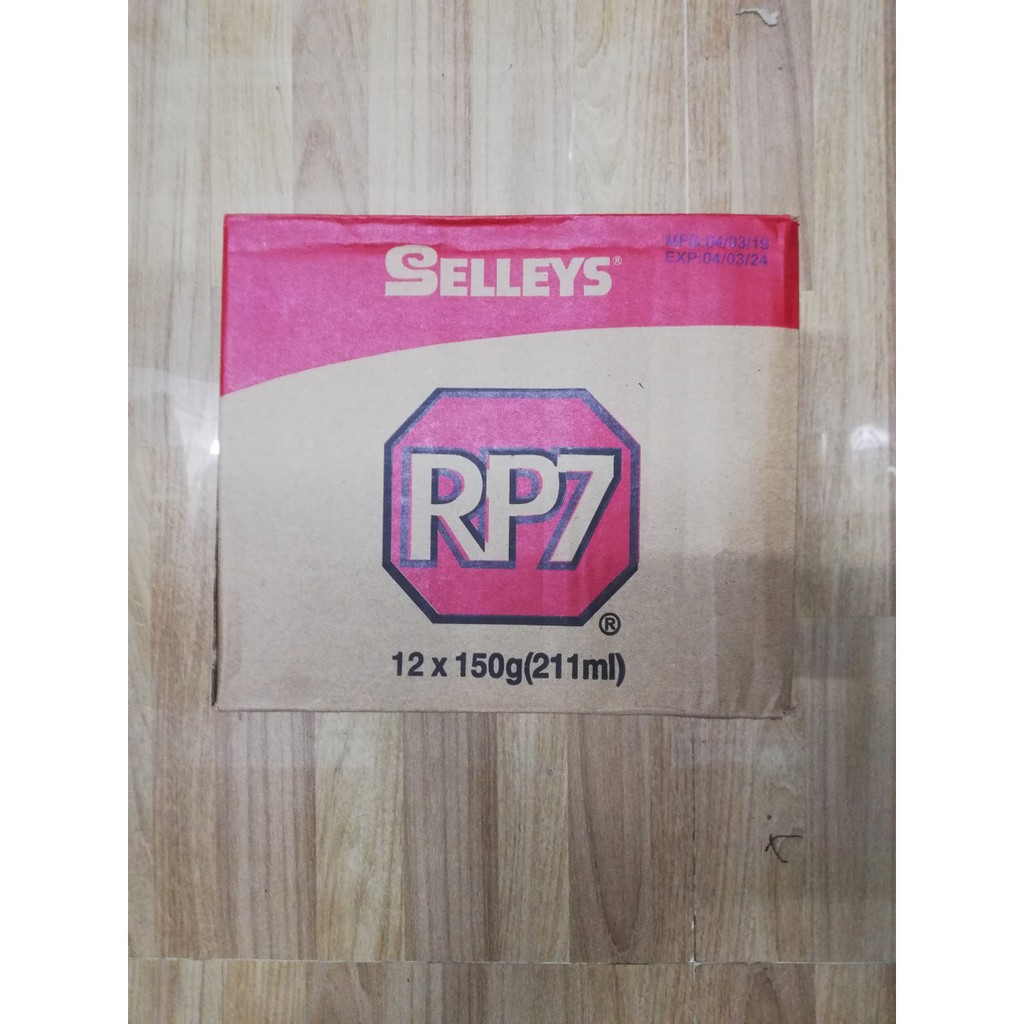 SELLEYS®
MFG:04/03/19
EXP:04/03/24
RP7
®
12 x 150g(211ml)